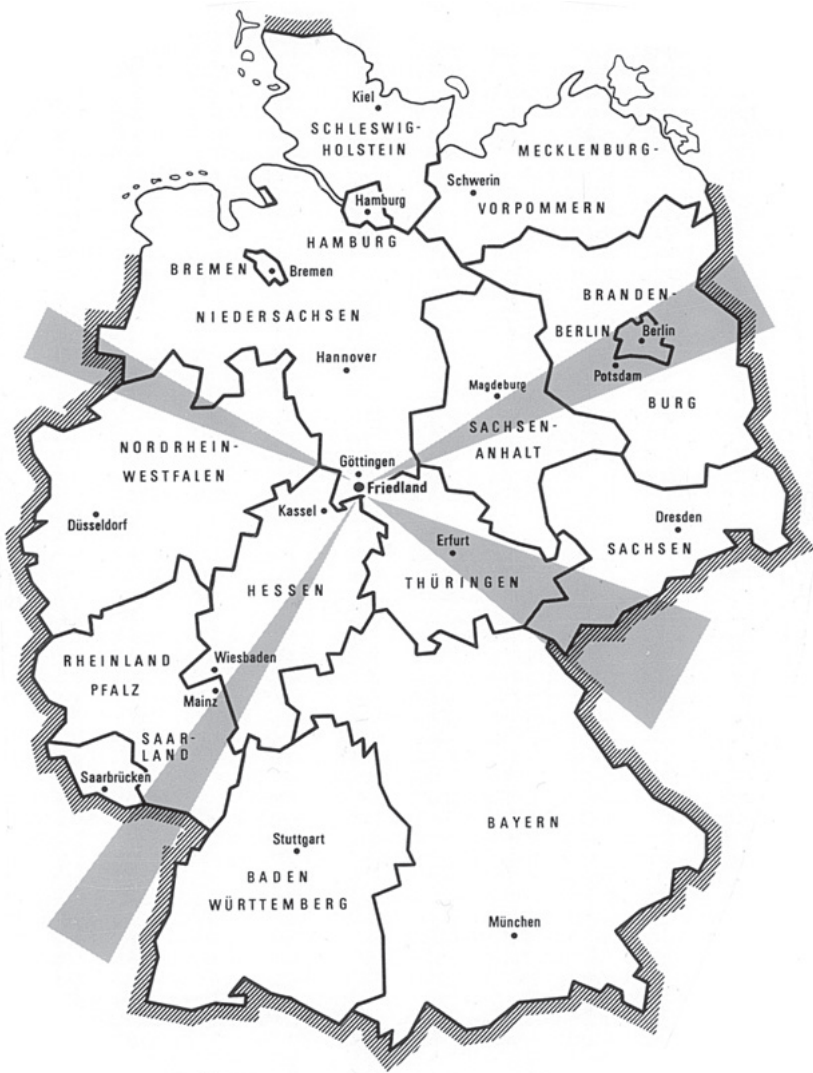 Kiel
SCHLESWIG-
HOLSTEIN
MECKLENBURG-
Schwerin
VORPOMMERN
Hamburg
HAMBURG
BREMEN
Bremen
NIEDERSACHSEN
BRANDEN-
BERLIN
Berlin
Potsdam
BURG
Hannover
Magdeburg
SACHSEN-
ANHALT
NORDRHEIN-
WESTFALEN
Göttingen
Friedland
Kassel
Düsseldorf
Dresden
SACHSEN
Erfurt
THÜRINGEN
HESSEN
RHEINLAND
PFALZ
Wiesbaden
Mainz
SAAR-
LAND
Saarbrücken
BAYERN
Stuttgart
BADEN
WÜRTTEMBERG
München